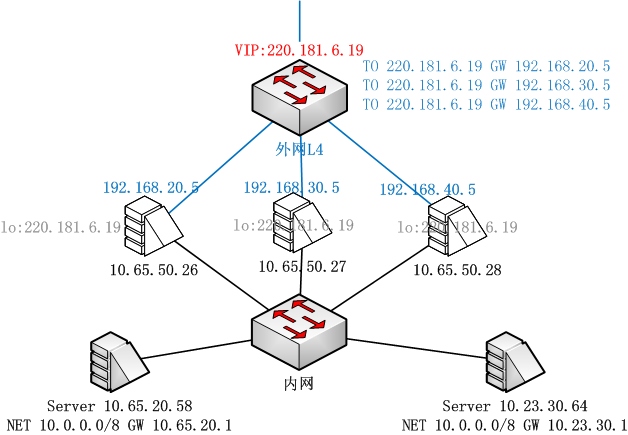 VIP:220.181.6.19
TO 220.181.6.19 GW 192.168.20.5
TO 220.181.6.19 GW 192.168.30.5
TO 220.181.6.19 GW 192.168.40.5
外网L4
192.168.20.5
192.168.30.5
192.168.40.5
lo:220.181.6.19
lo:220.181.6.19
lo:220.181.6.19
10.65.50.26
10.65.50.27
10.65.50.28
内网
Server 10.65.20.58
NET 10.0.0.0/8 GW 10.65.20.1
Server 10.23.30.64
NET 10.0.0.0/8 GW 10.23.30.1